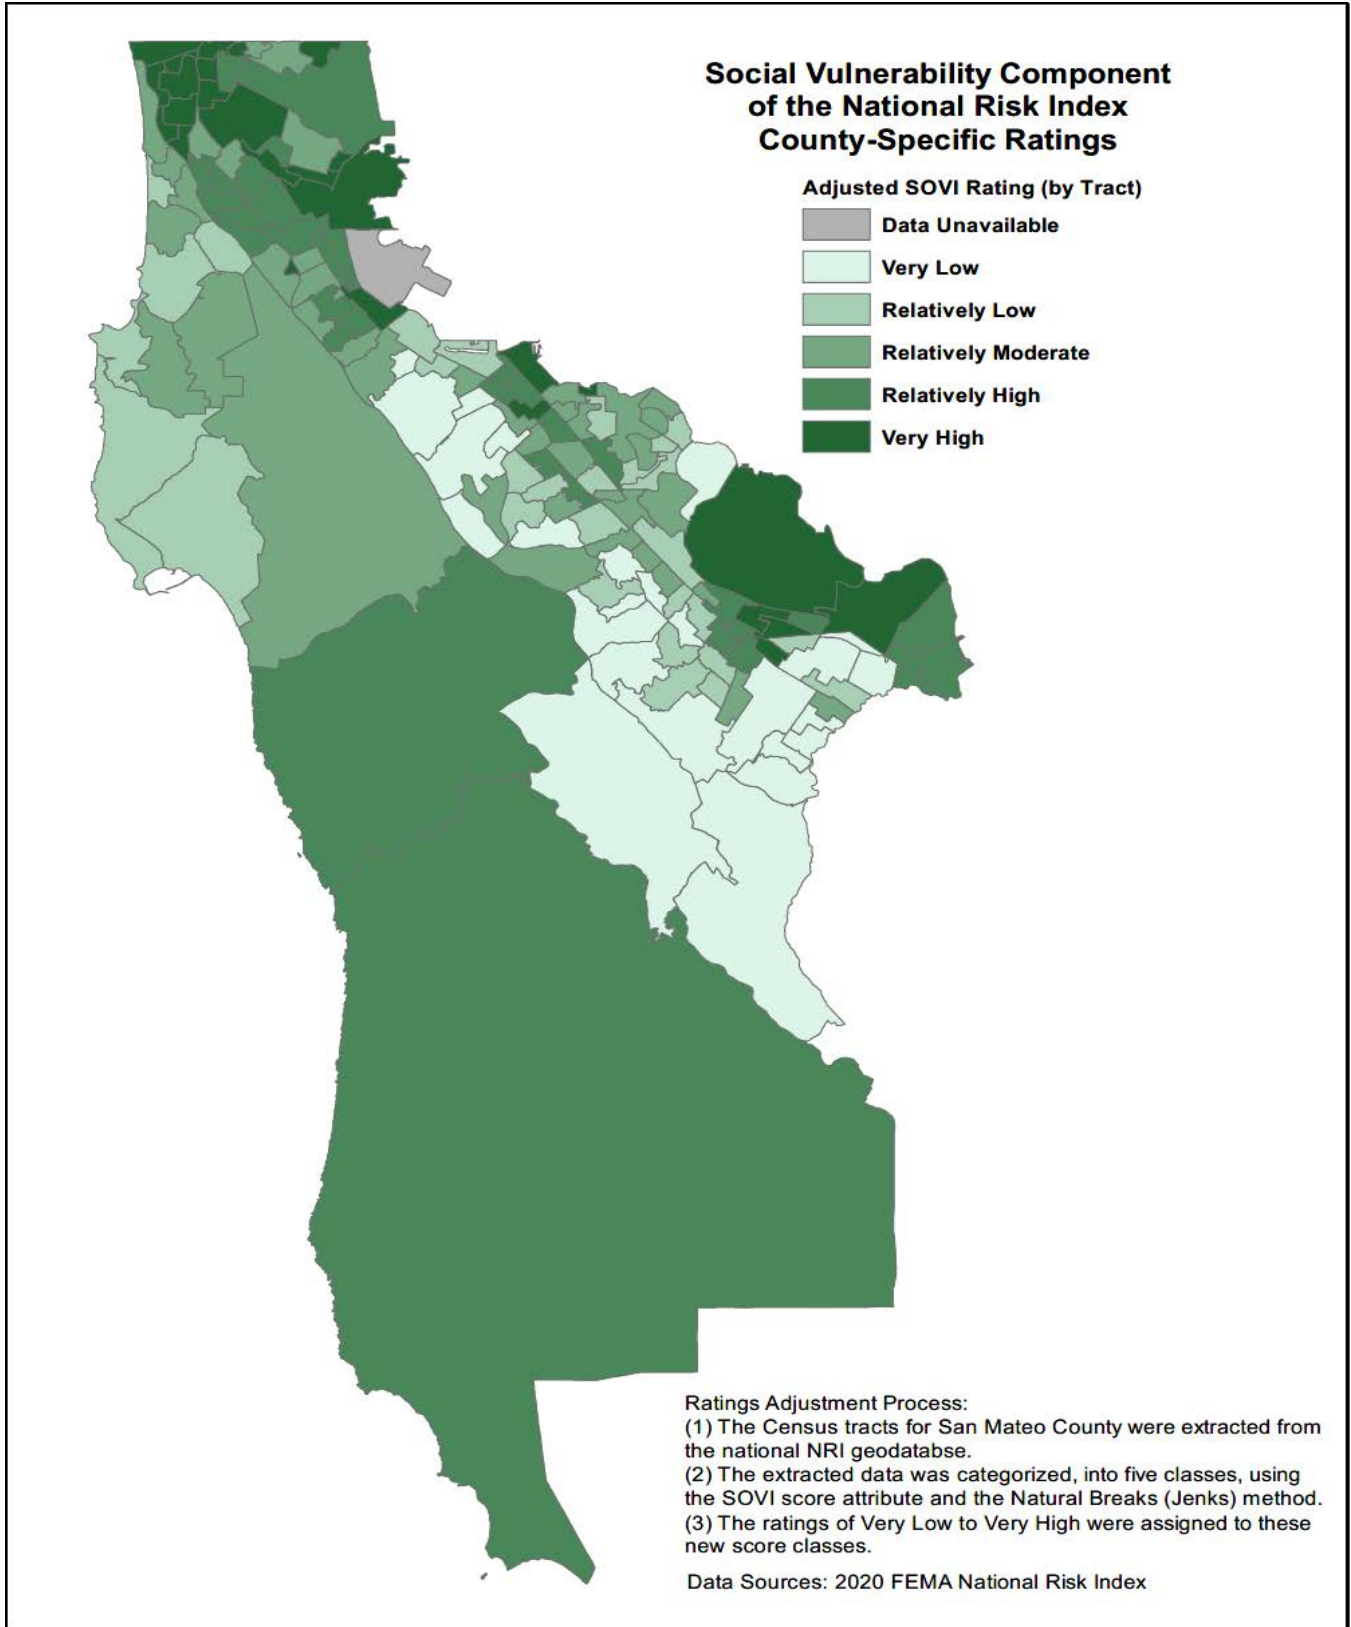 Social Vulnerability Component
of the National Risk Index
County-Specific Ratings
Adjusted SOVI Rating (by Tract)
Data Unavailable
Very Low
Relatively Low
Relatively Moderate
Relatively High
Very High
Ratings Adjustment Process:
(1) The Census tracts for San Mateo County were extracted from
the national NRI geodatabse.
(2) The extracted data was categorized, into five classes, using
the SOVI score attribute and the Natural Breaks (Jenks) method.
(3) The ratings of Very Low to Very High were assigned to these
new score classes.
Data Sources: 2020 FEMA National Risk Index